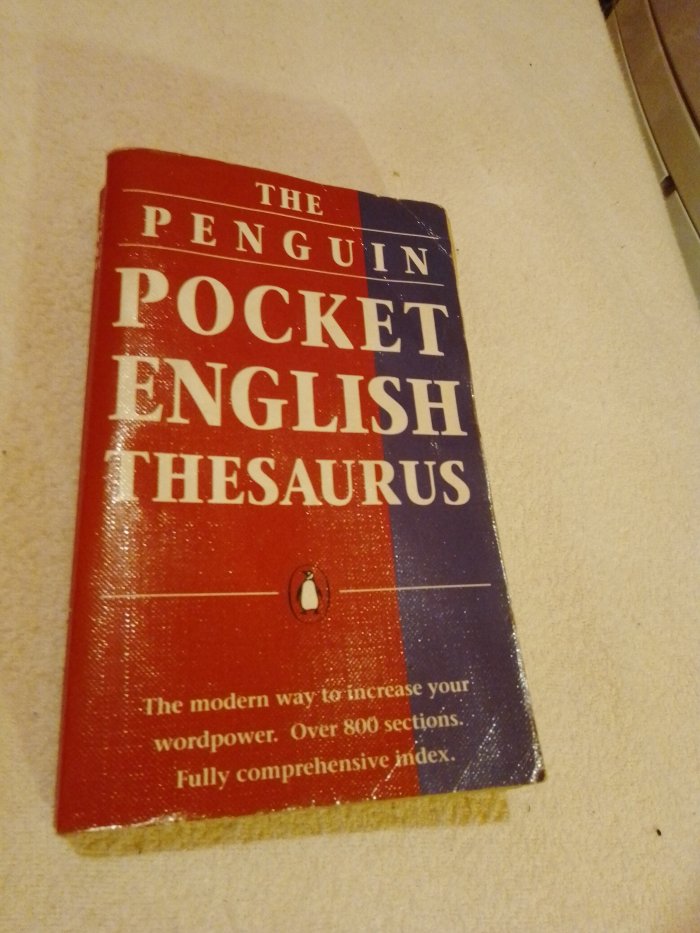 THE
PENGUIN
POCKET
ENGLISH
THESAURUS
The modern way to increase your
wordpower. Over 800 sections.
Fully comprehensive index.